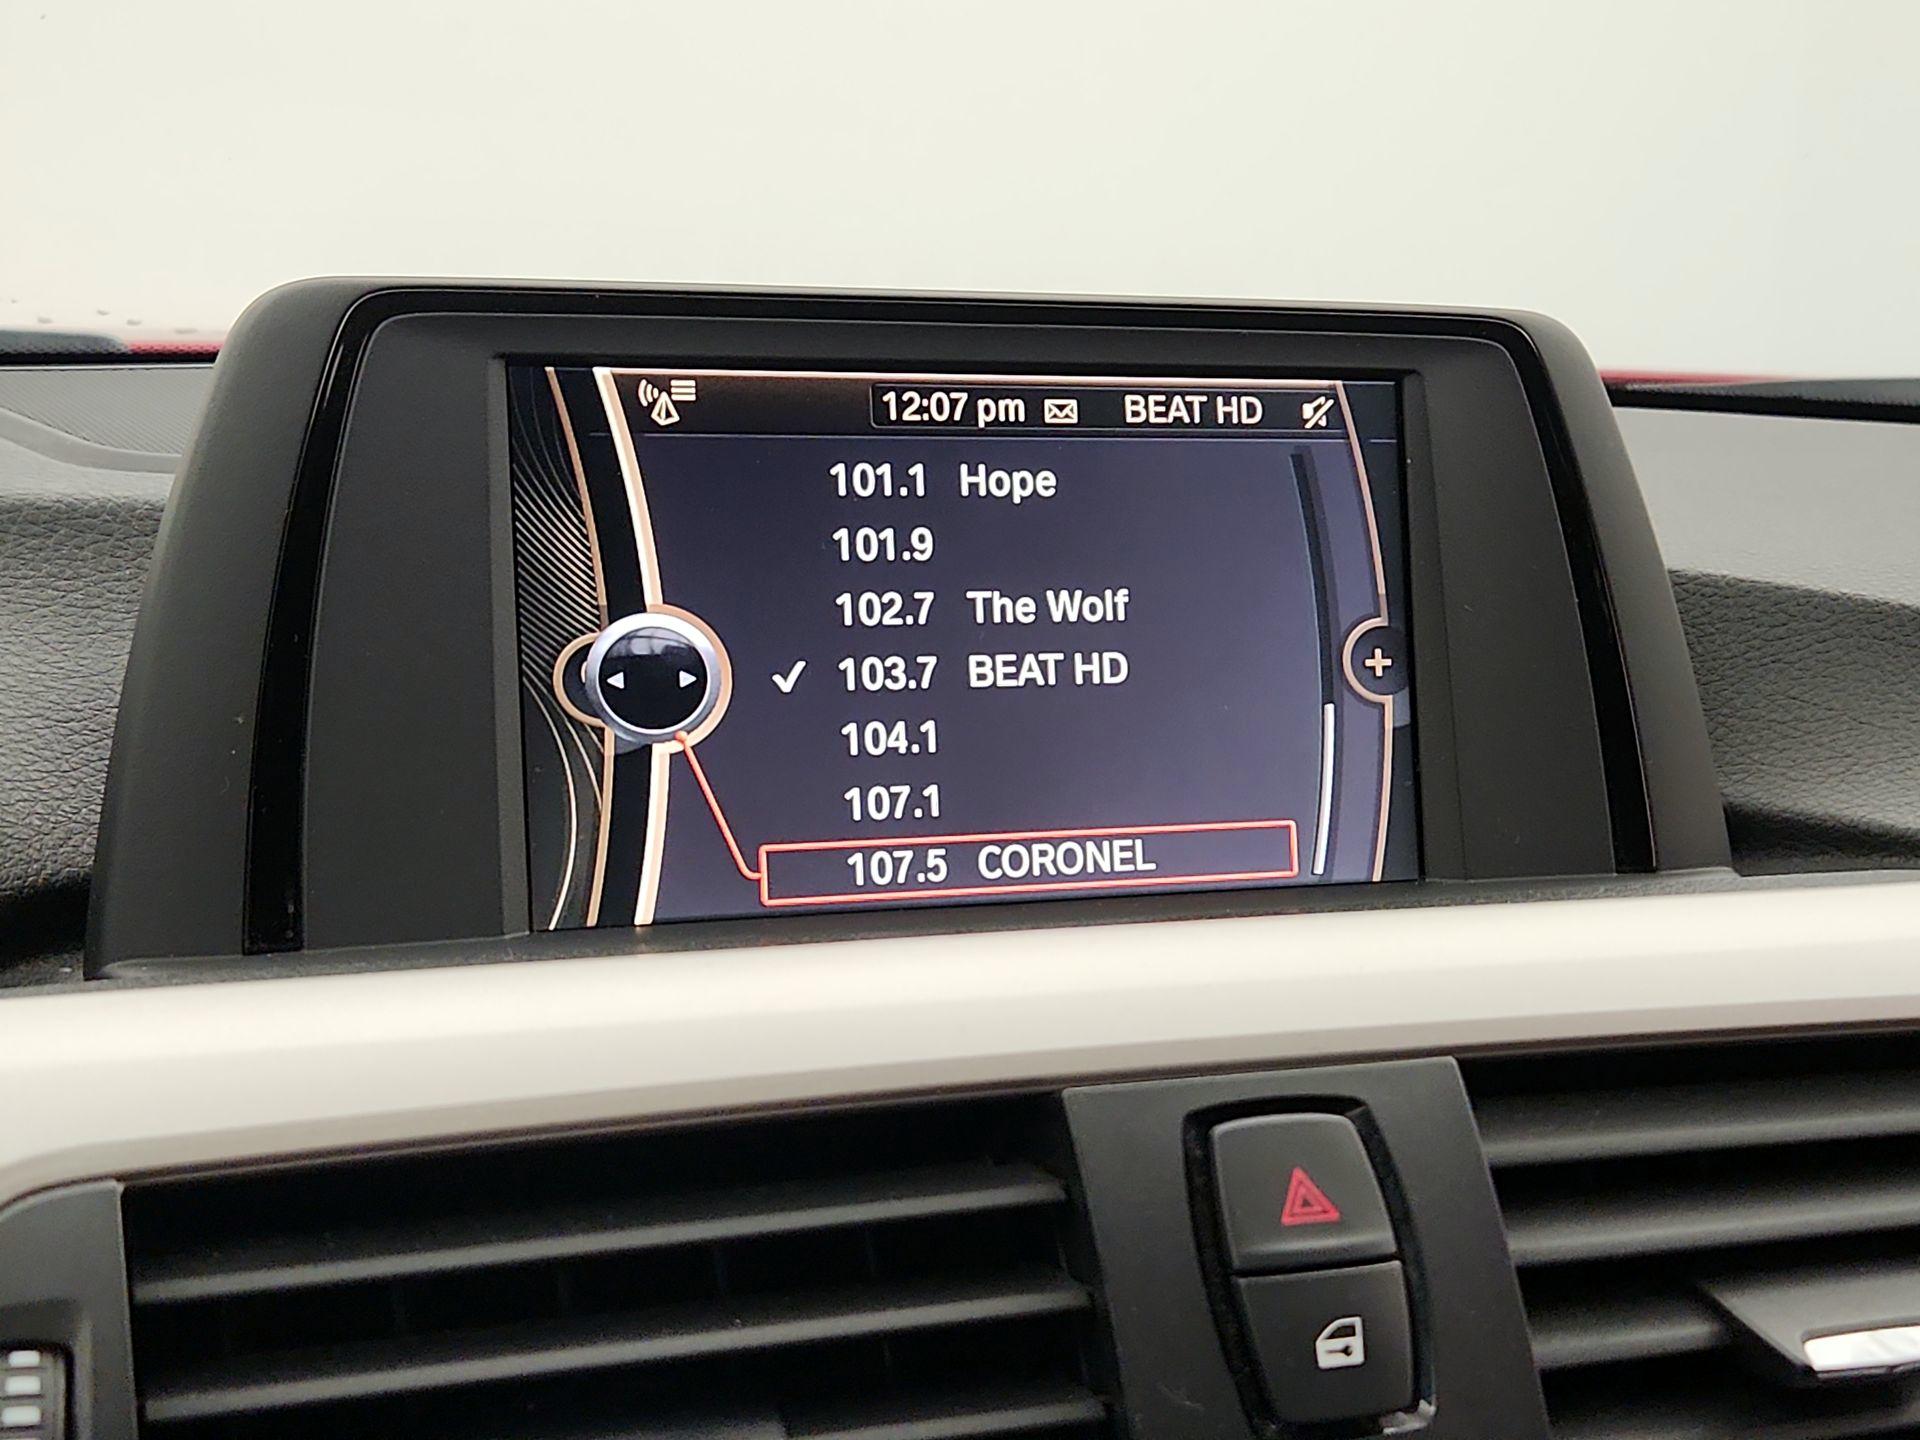 12:07 pm BEAT HD
101.1 Hope
101.9
102.7 The Wolf
✓ 103.7 BEAT HD
104.1
107.1
107.5 CORONEL